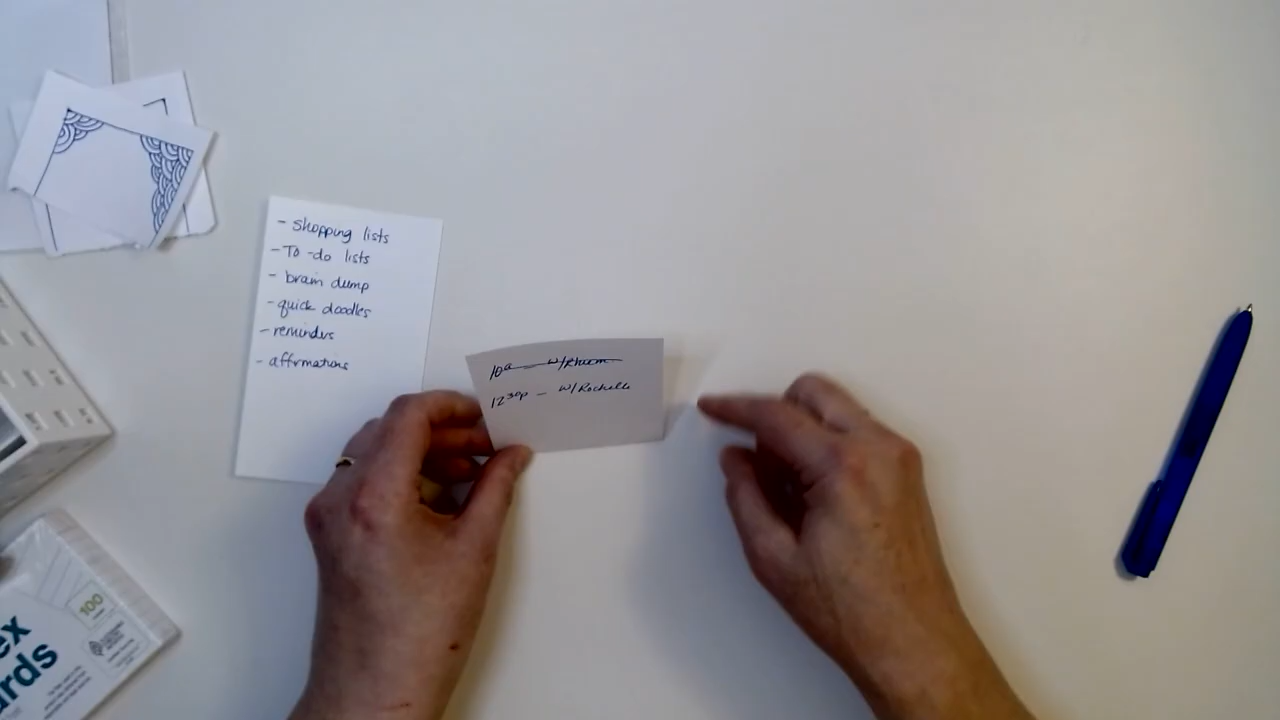 - Shopping lists
- To-do lists
- brain dump
- quick doodles
- reminders
- affirmations
10a — w/
12³⁰p — w/Rochelle
100
ex
ards